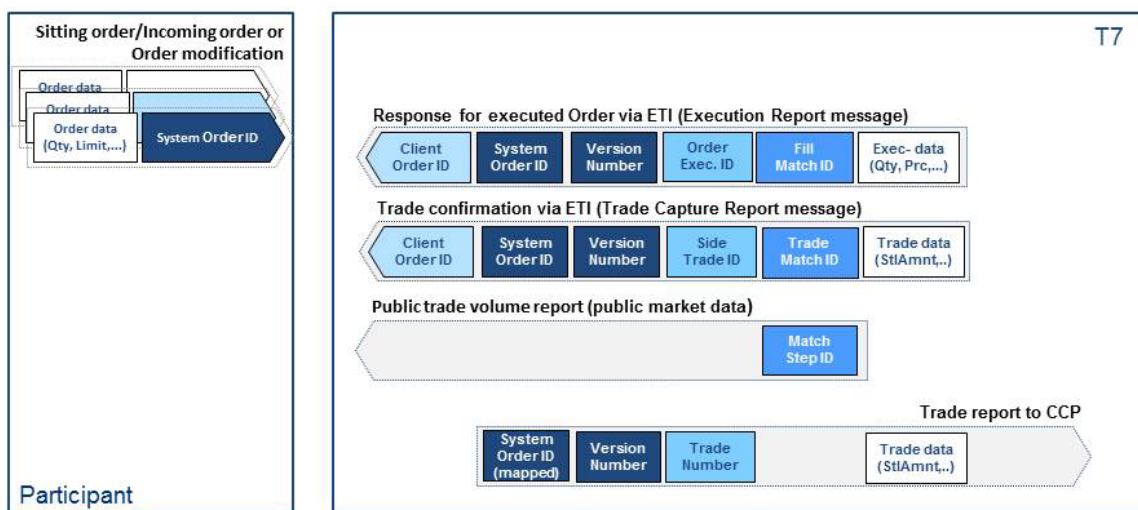 Sitting order/Incoming order or
Order modification
Order data
Order data
Order data
(Qty, Limit,...)
System Order ID
Participant
T7
Response for executed Order via ETI (Execution Report message)
Client
Order ID
System
Order ID
Version
Number
Order
Exec. ID
Fill
Match ID
Exec- data
(Qty, Prc,...)
Trade confirmation via ETI (Trade Capture Report message)
Client
Order ID
System
Order ID
Version
Number
Side
Trade ID
Trade
Match ID
Trade data
(StlAmnt,..)
Public trade volume report (public market data)
Match
Step ID
Trade report to CCP
System
Order ID
(mapped)
Version
Number
Trade
Number
Trade data
(StlAmnt,..)